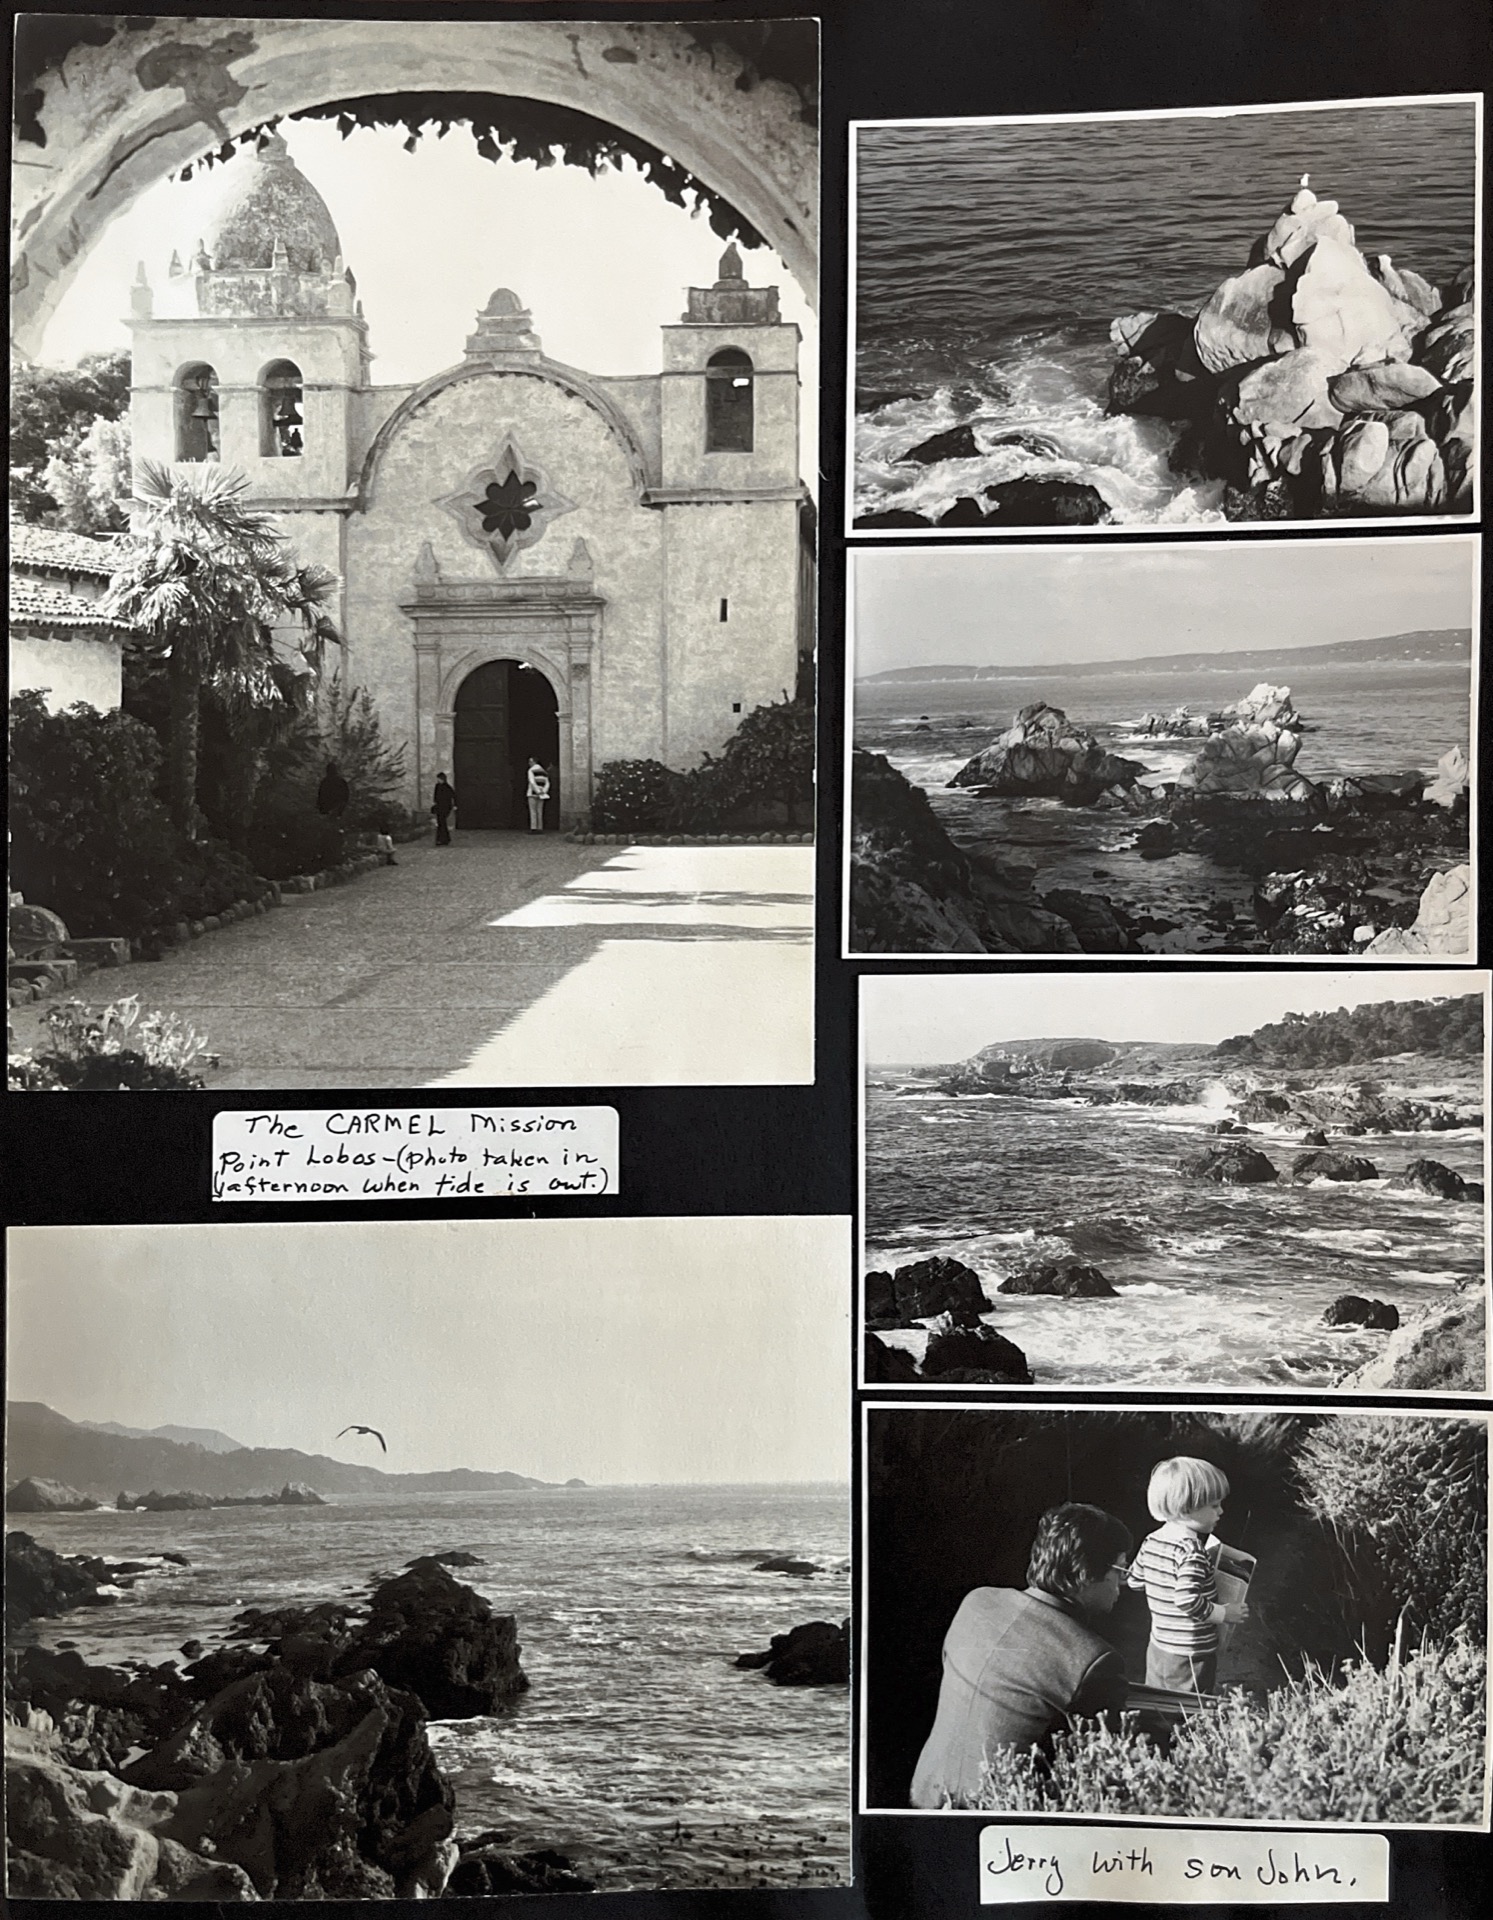 The CARMEL Mission
Point Lobos-(photo taken in
afternoon when tide is out.)
Jerry with son John.